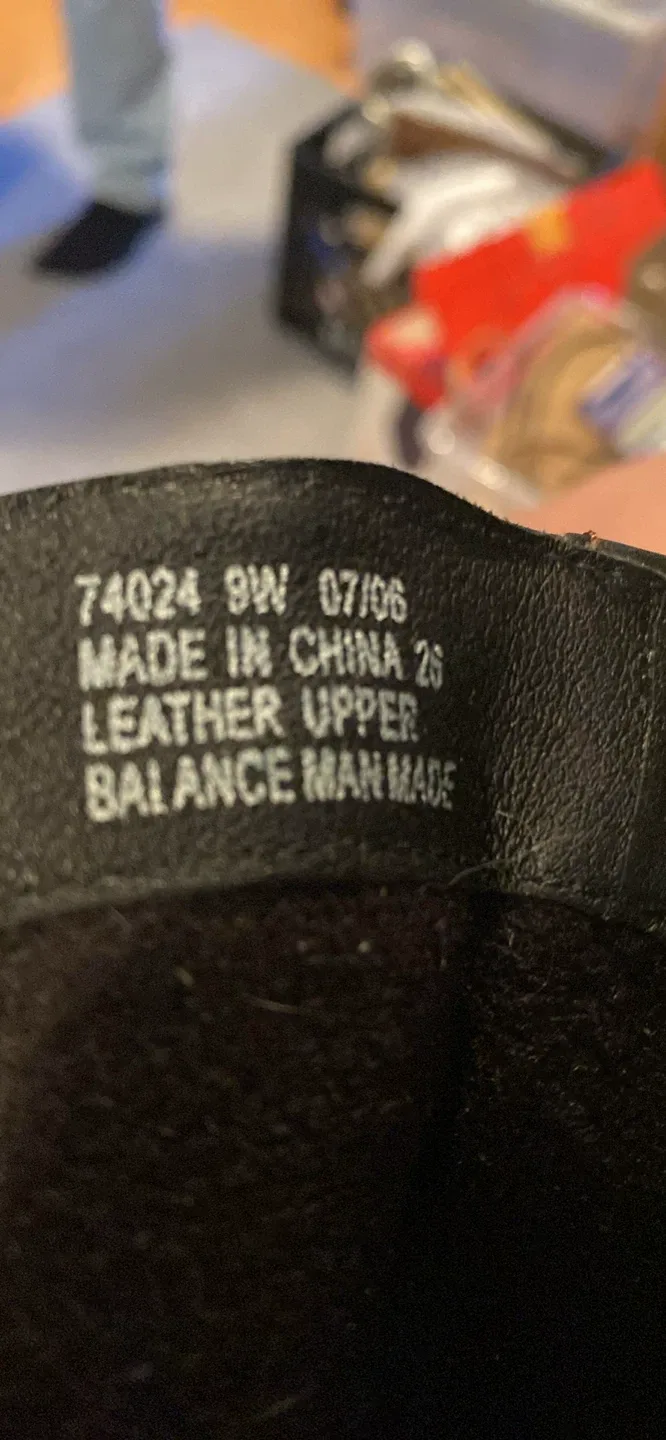 74024 9W 07/06
MADE IN CHINA 26
LEATHER UPPER
BALANCE MAN MADE